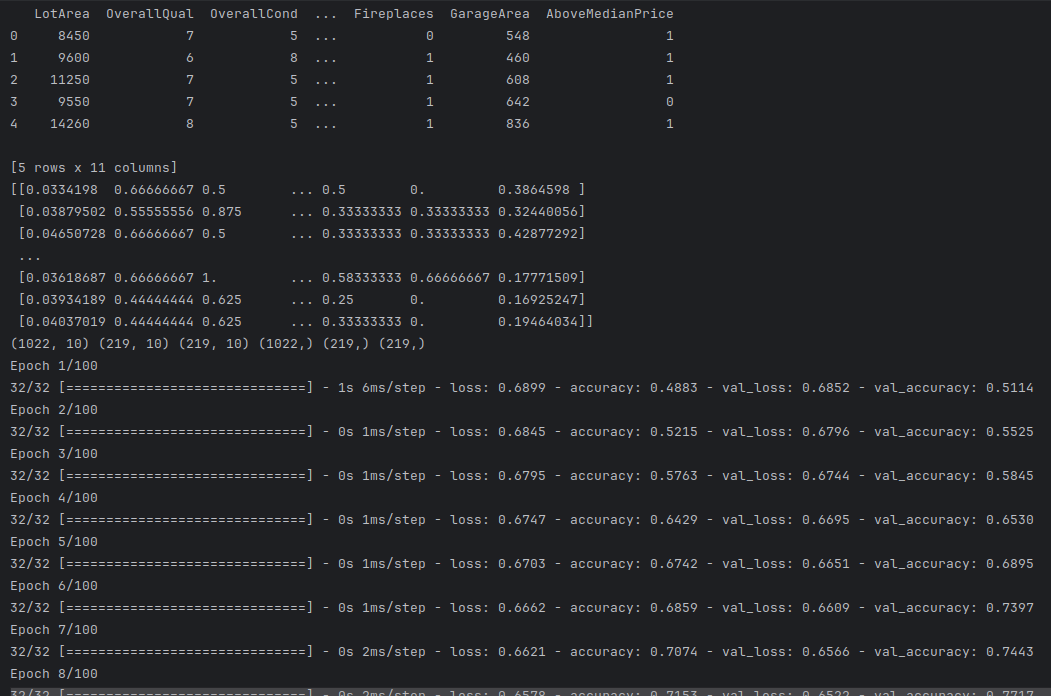 LotArea OverallQual OverallCond ... Fireplaces GarageArea AboveMedianPrice
0 8450 7 5 ... 0 548 1
1 9600 6 8 ... 1 460 1
2 11250 7 5 ... 1 608 1
3 9550 7 5 ... 1 642 0
4 14260 8 5 ... 1 836 1
[5 rows x 11 columns]
[[0.0334198 0.66666667 0.5 ... 0.5 0. 0.3864598 ]
[0.03879502 0.55555556 0.875 ... 0.33333333 0.33333333 0.32440056]
[0.04650728 0.66666667 0.5 ... 0.33333333 0.33333333 0.42877292]
...
[0.03618687 0.66666667 1. ... 0.58333333 0.66666667 0.17771509]
[0.03934189 0.44444444 0.625 ... 0.25 0. 0.16925247]
[0.04037019 0.44444444 0.625 ... 0.33333333 0. 0.19464034]]
(1022, 10) (219, 10) (219, 10) (1022,) (219,) (219,)
Epoch 1/100
32/32 [==============================] - 1s 6ms/step - loss: 0.6899 - accuracy: 0.4883 - val_loss: 0.6852 - val_accuracy: 0.5114
Epoch 2/100
32/32 [==============================] - 0s 1ms/step - loss: 0.6845 - accuracy: 0.5215 - val_loss: 0.6796 - val_accuracy: 0.5525
Epoch 3/100
32/32 [==============================] - 0s 1ms/step - loss: 0.6795 - accuracy: 0.5763 - val_loss: 0.6744 - val_accuracy: 0.5845
Epoch 4/100
32/32 [==============================] - 0s 1ms/step - loss: 0.6747 - accuracy: 0.6429 - val_loss: 0.6695 - val_accuracy: 0.6530
Epoch 5/100
32/32 [==============================] - 0s 1ms/step - loss: 0.6703 - accuracy: 0.6742 - val_loss: 0.6651 - val_accuracy: 0.6895
Epoch 6/100
32/32 [==============================] - 0s 1ms/step - loss: 0.6662 - accuracy: 0.6859 - val_loss: 0.6609 - val_accuracy: 0.7397
Epoch 7/100
32/32 [==============================] - 0s 2ms/step - loss: 0.6621 - accuracy: 0.7074 - val_loss: 0.6566 - val_accuracy: 0.7443
Epoch 8/100
32/32 [==============================] - 0s 2ms/step - loss: 0.6578 - accuracy: 0.7153 - val_loss: 0.6522 - val_accuracy: 0.7717